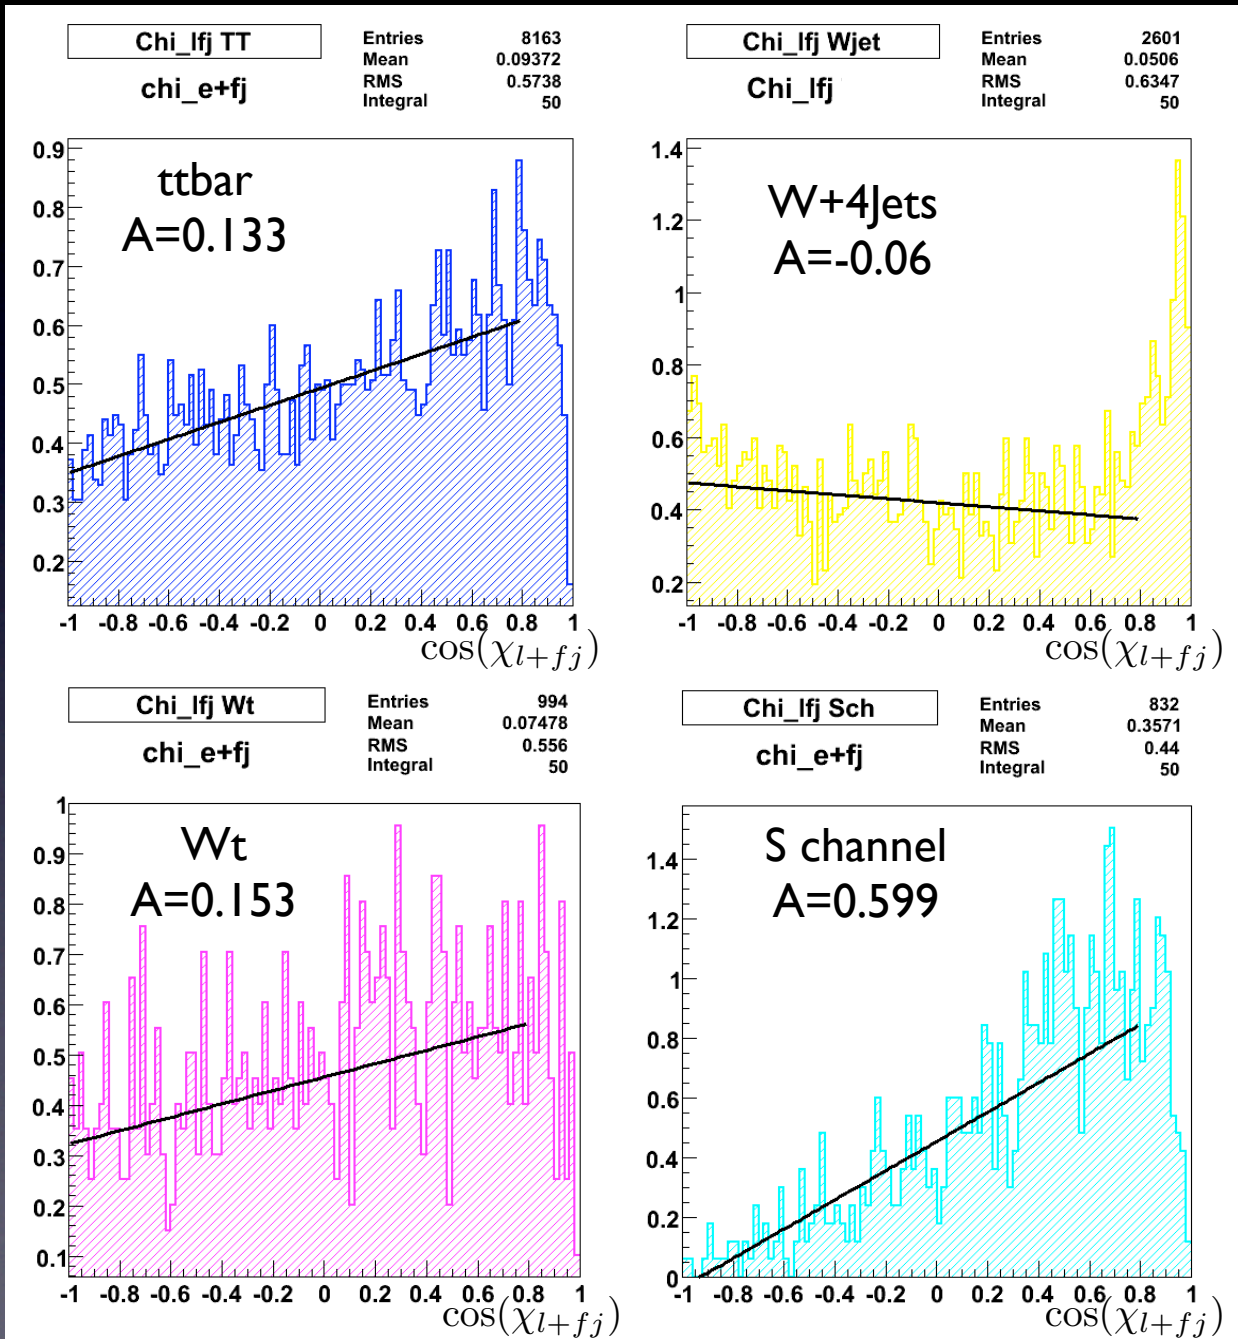 Chi_lfj TT
chi_e+fj
Entries 8163
Mean 0.09372
RMS 0.5738
Integral 50
ttbar
A=0.133
0.9
0.8
0.7
0.6
0.5
0.4
0.3
0.2
-1 -0.8 -0.6 -0.4 -0.2 0 0.2 0.4 0.6 0.8 1
cos(χl+fj)
Chi_lfj Wjet
Chi_lfj
Entries 2601
Mean 0.0506
RMS 0.6347
Integral 50
W+4Jets
A=-0.06
1.4
1.2
1
0.8
0.6
0.4
0.2
-1 -0.8 -0.6 -0.4 -0.2 0 0.2 0.4 0.6 0.8 1
cos(χl+fj)
Chi_lfj Wt
chi_e+fj
Entries 994
Mean 0.07478
RMS 0.556
Integral 50
Wt
A=0.153
1
0.9
0.8
0.7
0.6
0.5
0.4
0.3
0.2
0.1
-1 -0.8 -0.6 -0.4 -0.2 0 0.2 0.4 0.6 0.8 1
cos(χl+fj)
Chi_lfj Sch
chi_e+fj
Entries 832
Mean 0.3571
RMS 0.44
Integral 50
S channel
A=0.599
1.4
1.2
1
0.8
0.6
0.4
0.2
0
-1 -0.8 -0.6 -0.4 -0.2 0 0.2 0.4 0.6 0.8 1
cos(χl+fj)